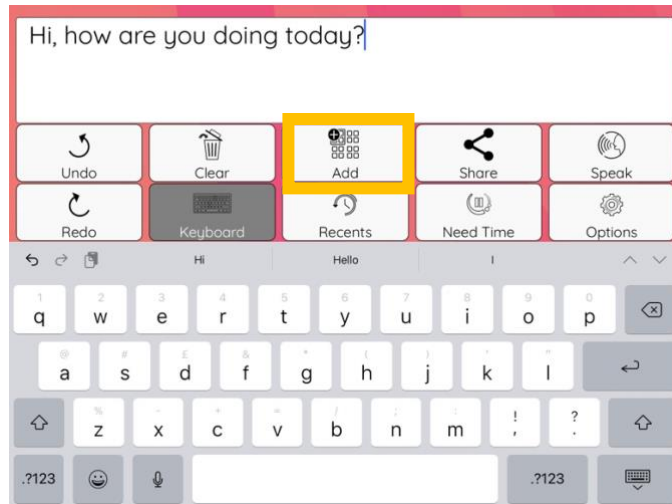 Hi, how are you doing today?
Undo Clear Add Share Speak
Redo Keyboard Recents Need Time Options
Hi Hello I
1 2 3 4 5 6 7 8 9 0
q w e r t y u i o p
@ # £ & * ( ) ' "
a s d f g h j k l
% - + = / ; : ! ?
z x c v b n m , .
.?123 .?123